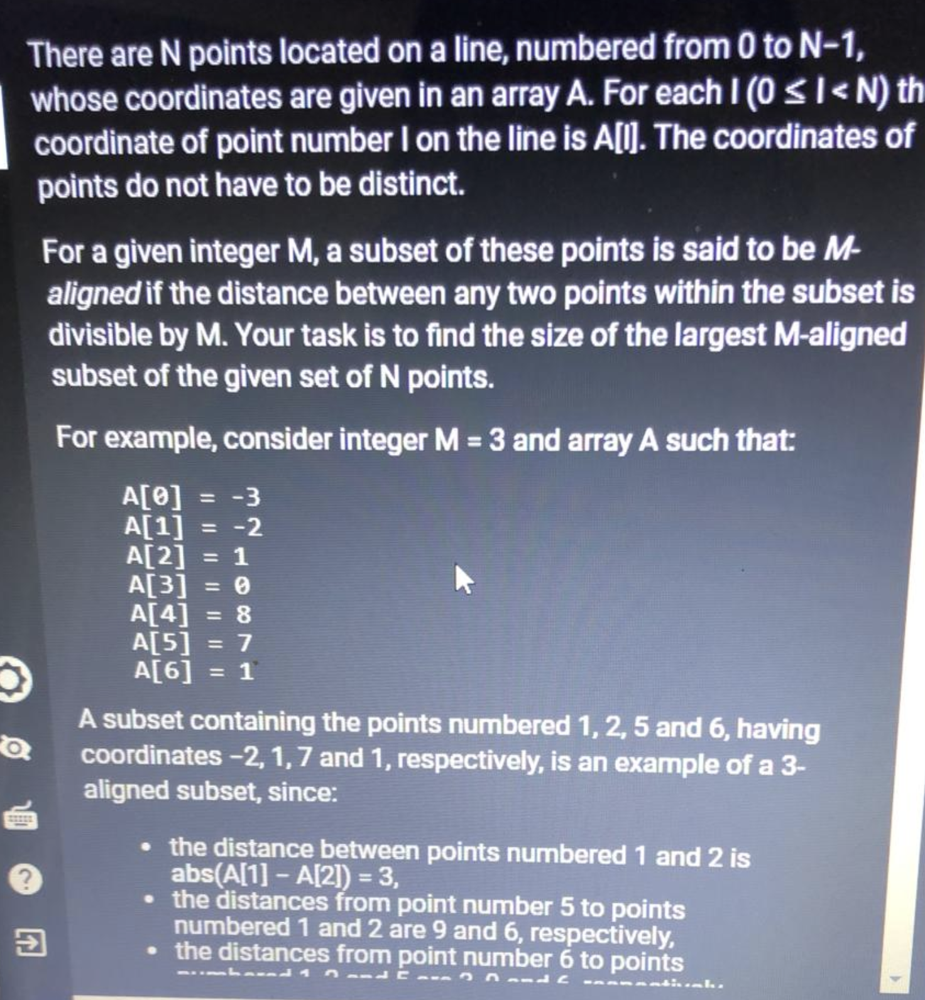 There are N points located on a line, numbered from 0 to N–1,
whose coordinates are given in an array A. For each I (0 ≤ I < N) th
coordinate of point number I on the line is A[I]. The coordinates of
points do not have to be distinct.
For a given integer M, a subset of these points is said to be M-
aligned if the distance between any two points within the subset is
divisible by M. Your task is to find the size of the largest M-aligned
subset of the given set of N points.
For example, consider integer M = 3 and array A such that:
A[0] = -3
A[1] = -2
A[2] = 1
A[3] = 0
A[4] = 8
A[5] = 7
A[6] = 1
A subset containing the points numbered 1, 2, 5 and 6, having
coordinates –2, 1, 7 and 1, respectively, is an example of a 3-
aligned subset, since:
• the distance between points numbered 1 and 2 is
abs(A[1] – A[2]) = 3,
• the distances from point number 5 to points
numbered 1 and 2 are 9 and 6, respectively,
• the distances from point number 6 to points